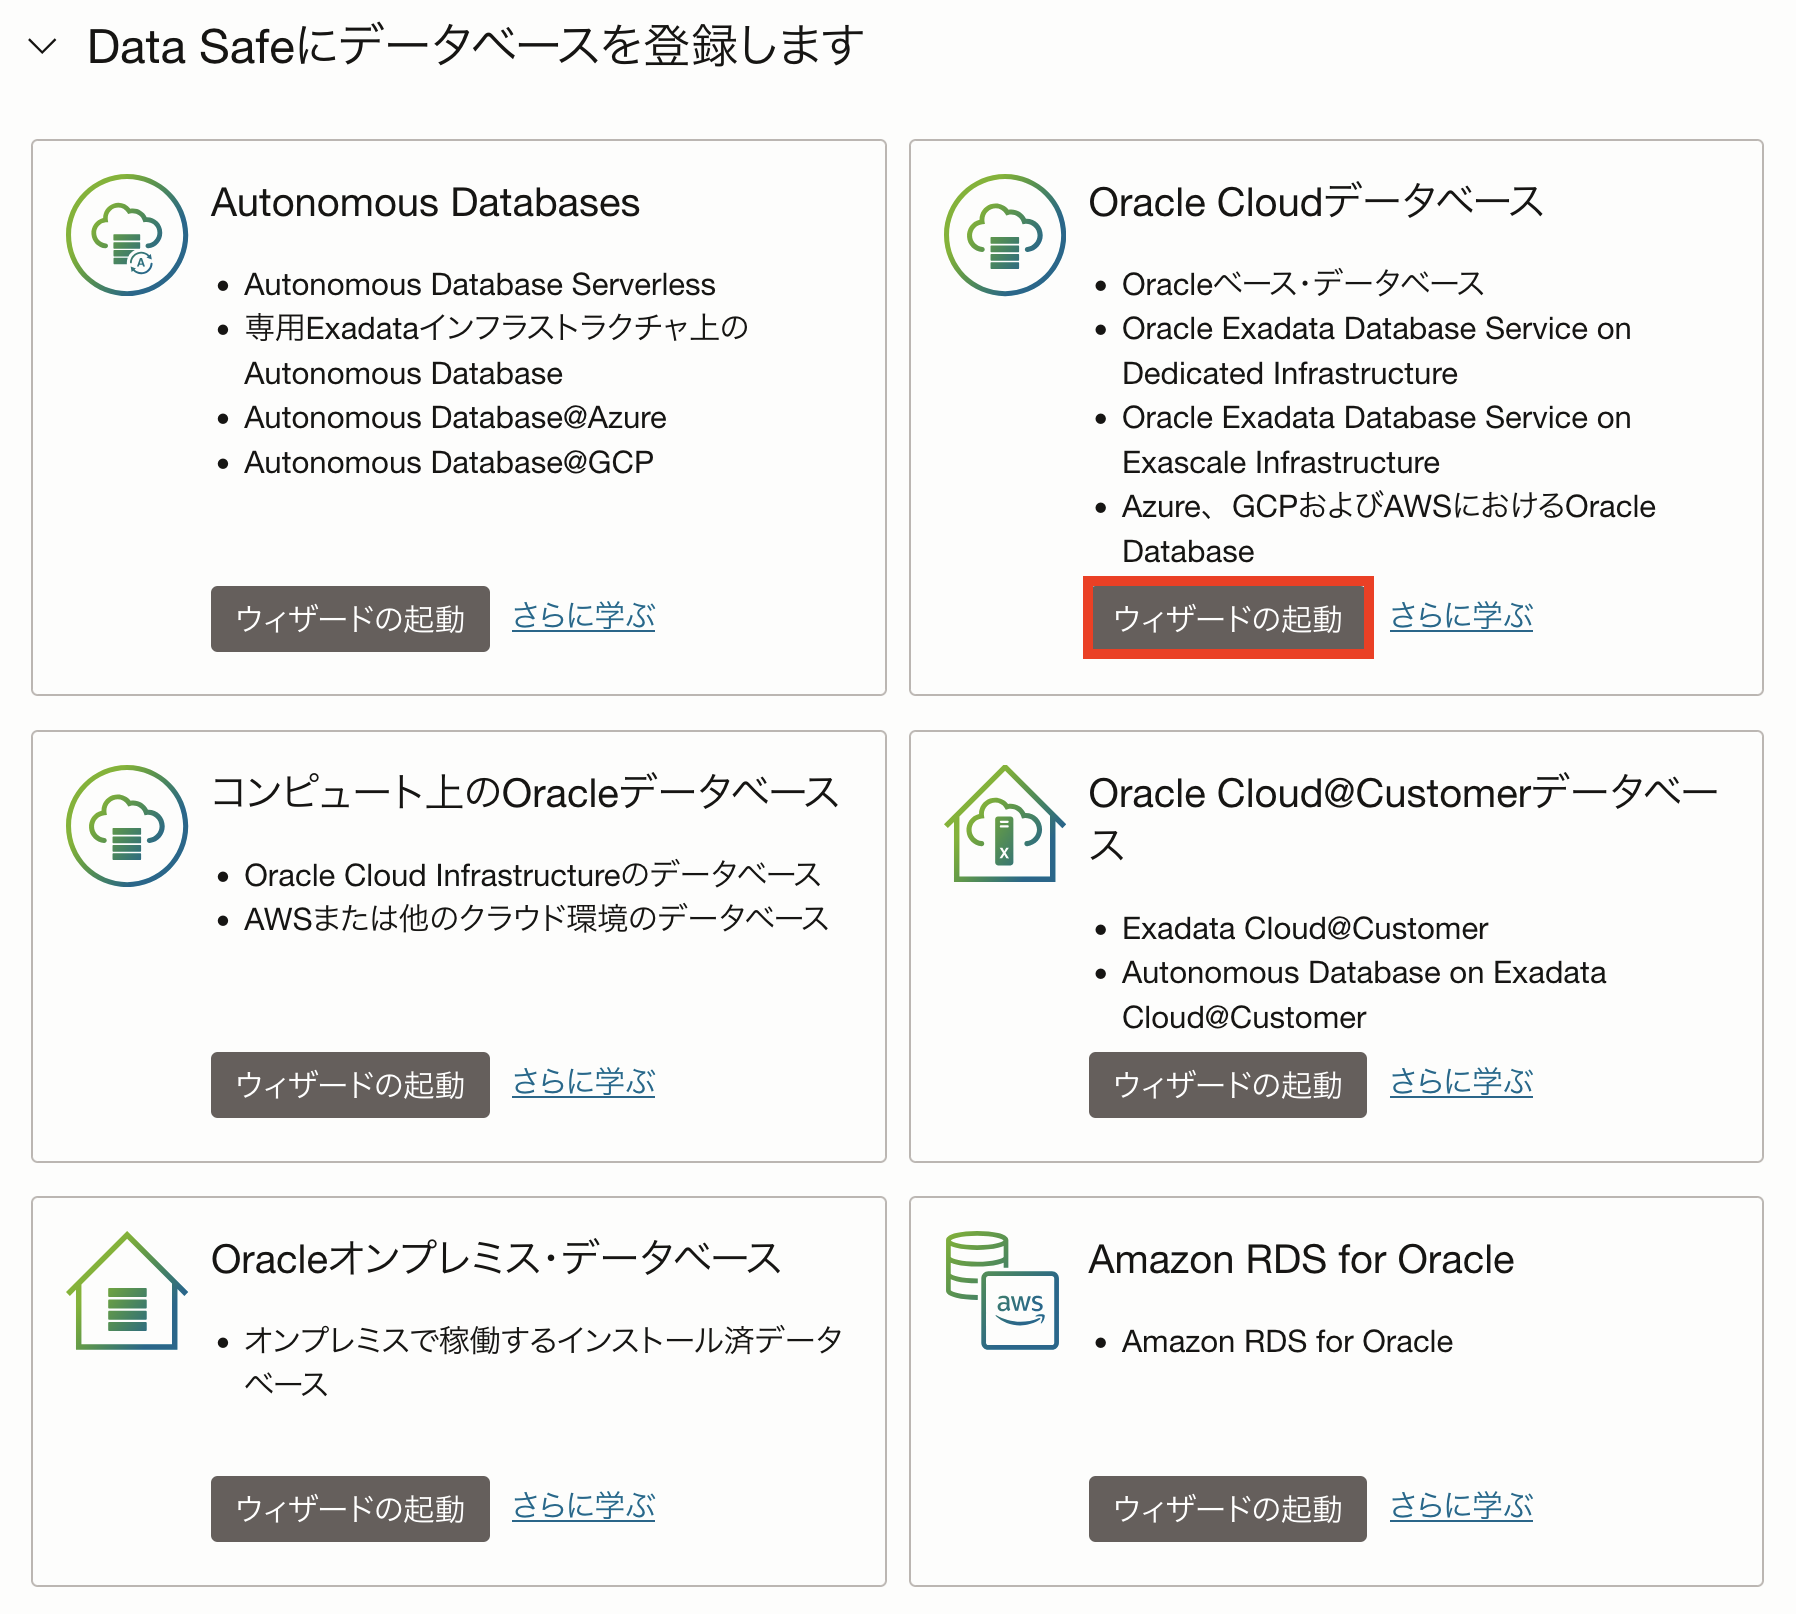 Data Safeにデータベースを登録します
Autonomous Databases
• Autonomous Database Serverless
• 専用Exadataインフラストラクチャ上の
Autonomous Database
• Autonomous Database@Azure
• Autonomous Database@GCP
ウィザードの起動 さらに学ぶ
Oracle Cloudデータベース
• Oracleベース・データベース
• Oracle Exadata Database Service on
Dedicated Infrastructure
• Oracle Exadata Database Service on
Exascale Infrastructure
• Azure、GCPおよびAWSにおけるOracle
Database
ウィザードの起動 さらに学ぶ
コンピュート上のOracleデータベース
• Oracle Cloud Infrastructureのデータベース
• AWSまたは他のクラウド環境のデータベース
ウィザードの起動 さらに学ぶ
Oracle Cloud@Customerデータベー
ス
• Exadata Cloud@Customer
• Autonomous Database on Exadata
Cloud@Customer
ウィザードの起動 さらに学ぶ
Oracleオンプレミス・データベース
• オンプレミスで稼働するインストール済データ
ベース
ウィザードの起動 さらに学ぶ
aws
Amazon RDS for Oracle
• Amazon RDS for Oracle
ウィザードの起動 さらに学ぶ